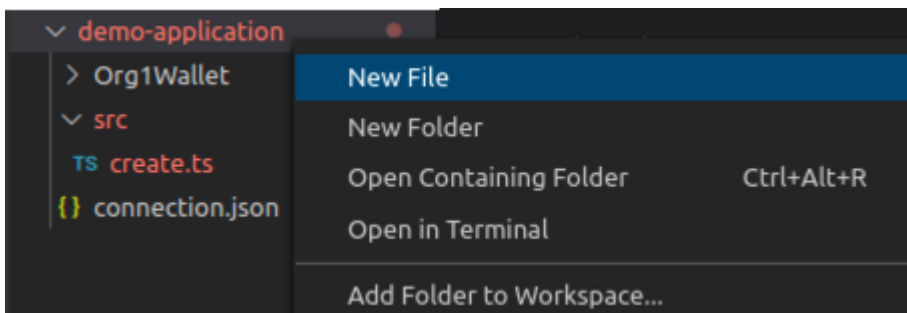 demo-application
Org1Wallet
src
TS create.ts
{} connection.json
New File
New Folder
Open Containing Folder Ctrl+Alt+R
Open in Terminal
Add Folder to Workspace...